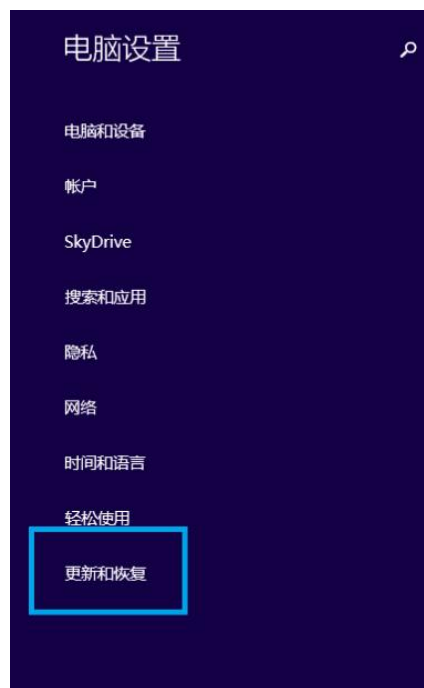 电脑设置
电脑和设备
帐户
SkyDrive
搜索和应用
隐私
网络
时间和语言
轻松使用
更新和恢复